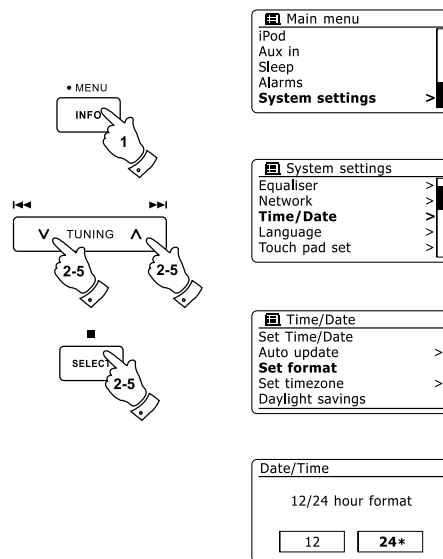 • MENU
INFO
1
TUNING
2-5
2-5
SELECT
2-5
Main menu
iPod
Aux in
Sleep
Alarms
System settings >
System settings
Equaliser >
Network >
Time/Date >
Language >
Touch pad set >
Time/Date
Set Time/Date
Auto update >
Set format
Set timezone >
Daylight savings
Date/Time
12/24 hour format
12
24*